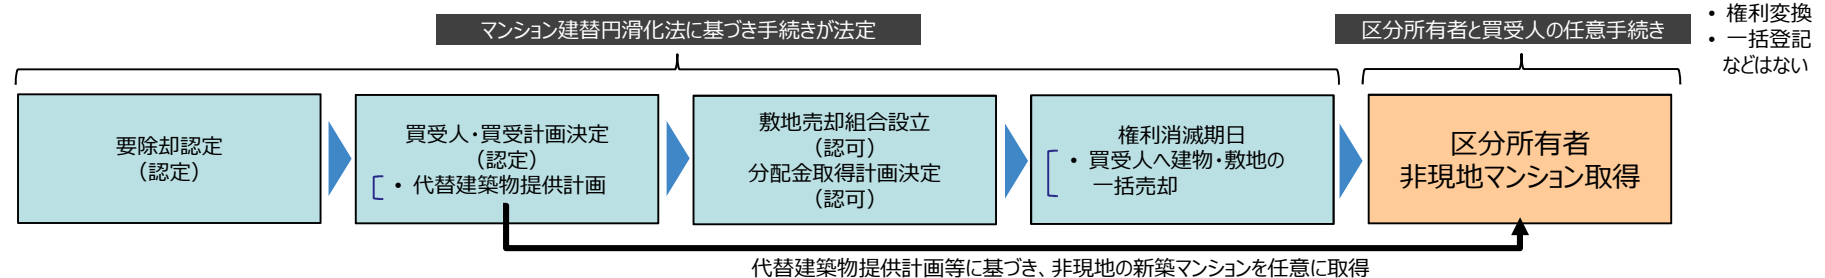 マンション建替円滑化法に基づき手続きが法定
区分所有者と買受人の任意手続き
• 権利変換
• 一括登記
などはない
要除却認定
（認定）
買受人・買受計画決定
（認定）
• 代替建築物提供計画
敷地売却組合設立
（認可）
分配金取得計画決定
（認可）
権利消滅期日
• 買受人へ建物・敷地の
一括売却
区分所有者
非現地マンション取得
代替建築物提供計画等に基づき、非現地の新築マンションを任意に取得